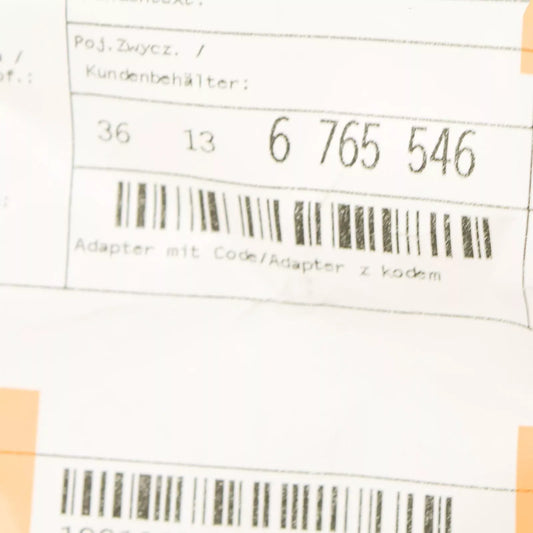 Poj.Zwycz. /
Kundenbehälter:
36 13 6 765 546
Adapter mit Code/Adapter z kodem